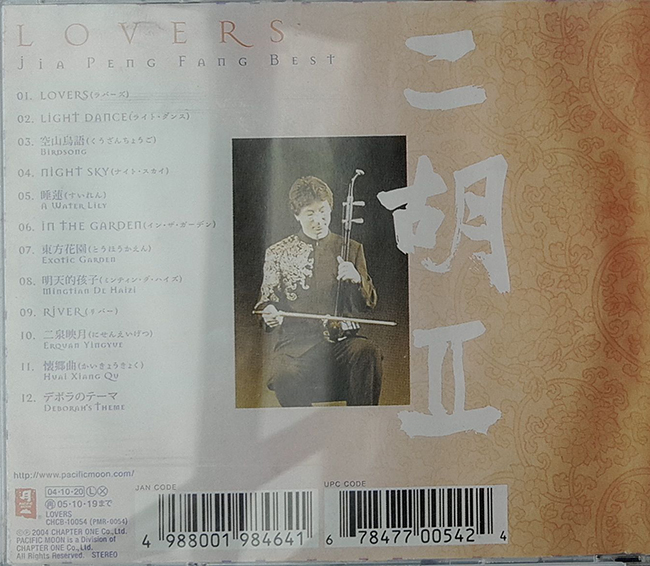 LOVERS
Jia Peng Fang Best
01. LOVERS(ラバーズ)
02. LIGHT DANCE(ライト・ダンス)
03. 空山鳥語(くうざんちょうご)
Birdsong
04. NIGHT SKY(ナイト・スカイ)
05. 睡蓮(すいれん)
A Water Lily
06. IN THE GARDEN(イン・ザ・ガーデン)
07. 東方花園(とうほうかえん)
Exotic Garden
08. 明天的孩子(ミンティン・ダ・ハイズ)
Mingtian De Haizi
09. RIVER(リバー)
10. 二泉映月(にせんえいげつ)
Erquan Yingyue
11. 懐郷曲(かいきょうきょく)
Huai Xiang Qu
12. デボラのテーマ
Deborah's Theme
二胡II
http://www.pacificmoon.com/
04・10・20 L X
再 05・10・19まで
LOVERS
CHCB-10054 (PMR-0054)
℗© 2004 CHAPTER ONE Co.,Ltd.
PACIFIC MOON is a Division of
CHAPTER ONE Co.,Ltd.
All Rights Reserved. STEREO
JAN CODE
4 988001 984641
UPC CODE
6 78477 00542 4